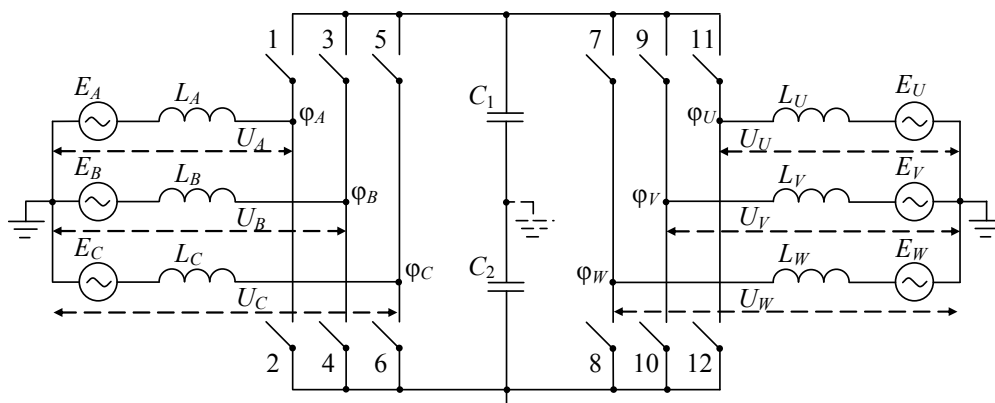 1 3 5 7 9 11
E_A L_A φ_A C_1 φ_U L_U E_U
U_A U_U
E_B L_B φ_B φ_V L_V E_V
U_B U_V
E_C L_C φ_C C_2 φ_W L_W E_W
U_C U_W
2 4 6 8 10 12